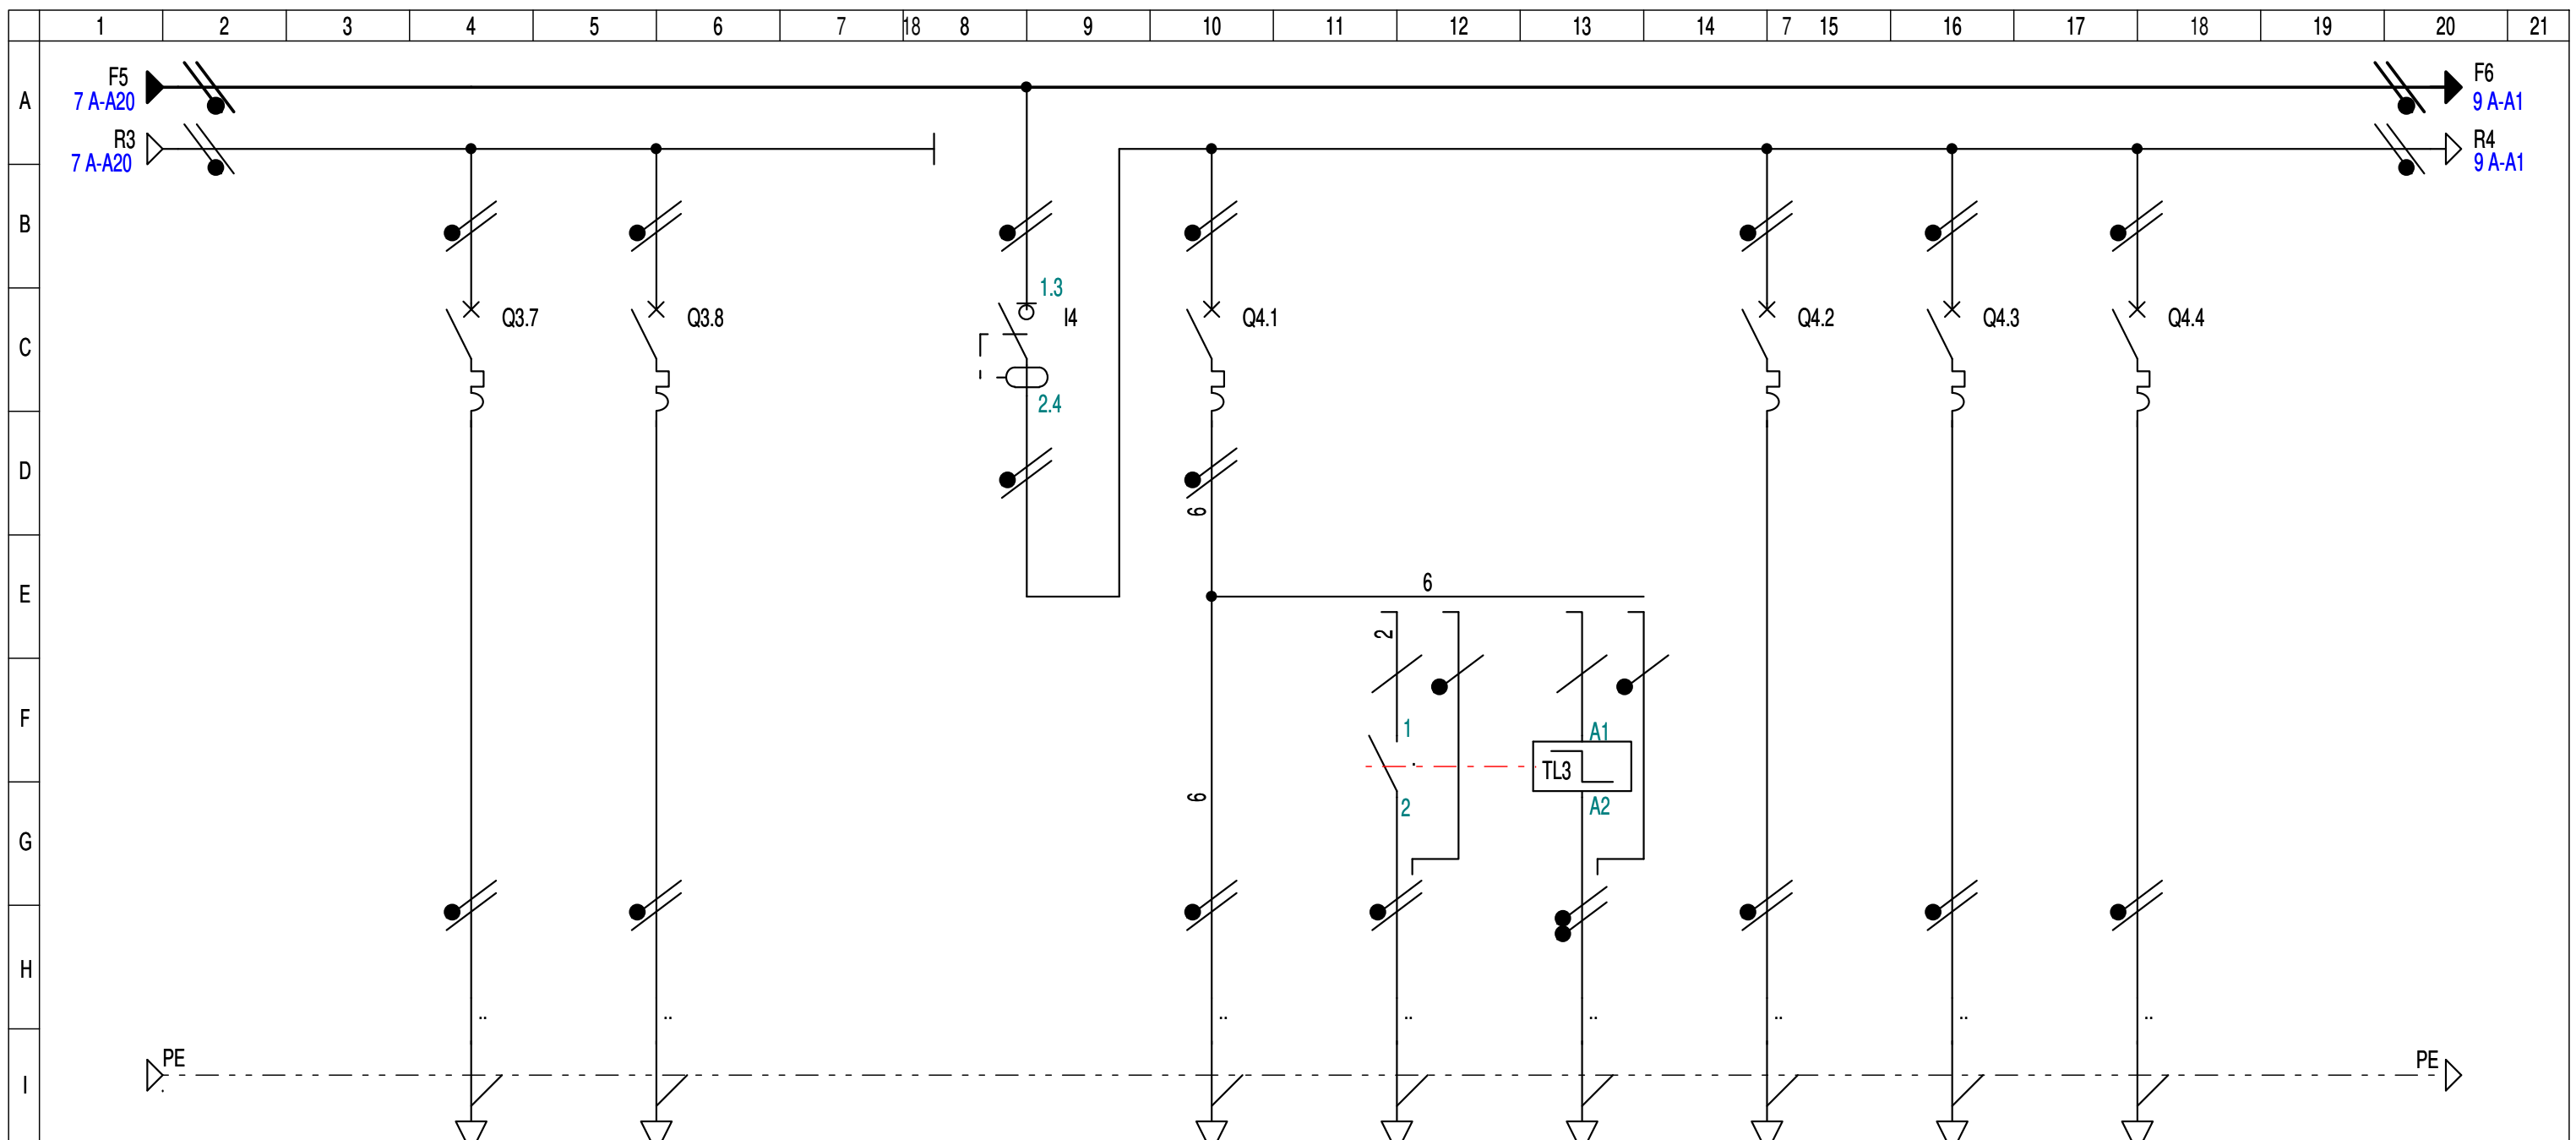 1 2 3 4 5 6 7 18 8 9 10 11 12 13 14 7 15 16 17 18 19 20 21
A
F5
7 A-A20
F6
9 A-A1
R3
7 A-A20
R4
9 A-A1
B
1.3
C
Q3.7 Q3.8 I4 Q4.1 Q4.2 Q4.3 Q4.4
2.4
D
6
E
6
2
F
1 A1
TL3
2 A2
6
G
H
.. .. .. .. .. .. .. ..
PE PE
I